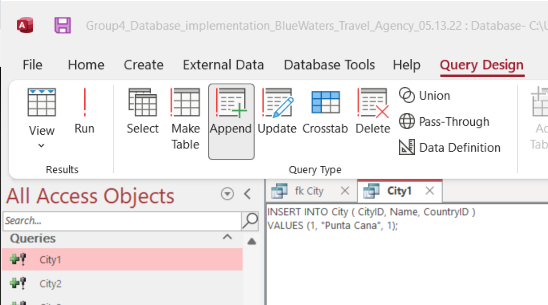 Group4_Database_implementation_BlueWaters_Travel_Agency_05.13.22 : Database- C:\U
File Home Create External Data Database Tools Help Query Design
View Run Select Make Table Append Update Crosstab Delete
Union
Pass-Through
Data Definition
Results Query Type
All Access Objects
Search...
Queries
City1
City2
fk City City1
INSERT INTO City ( CityID, Name, CountryID )
VALUES (1, "Punta Cana", 1);